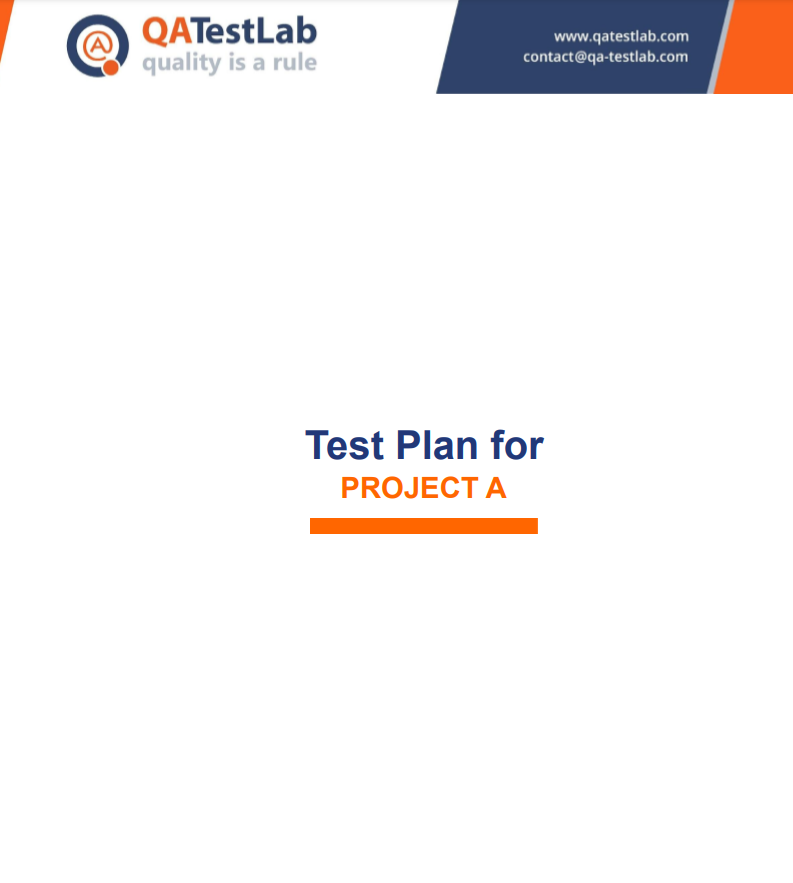 QATestLab
quality is a rule
www.qatestlab.com
contact@qa-testlab.com
Test Plan for
PROJECT A